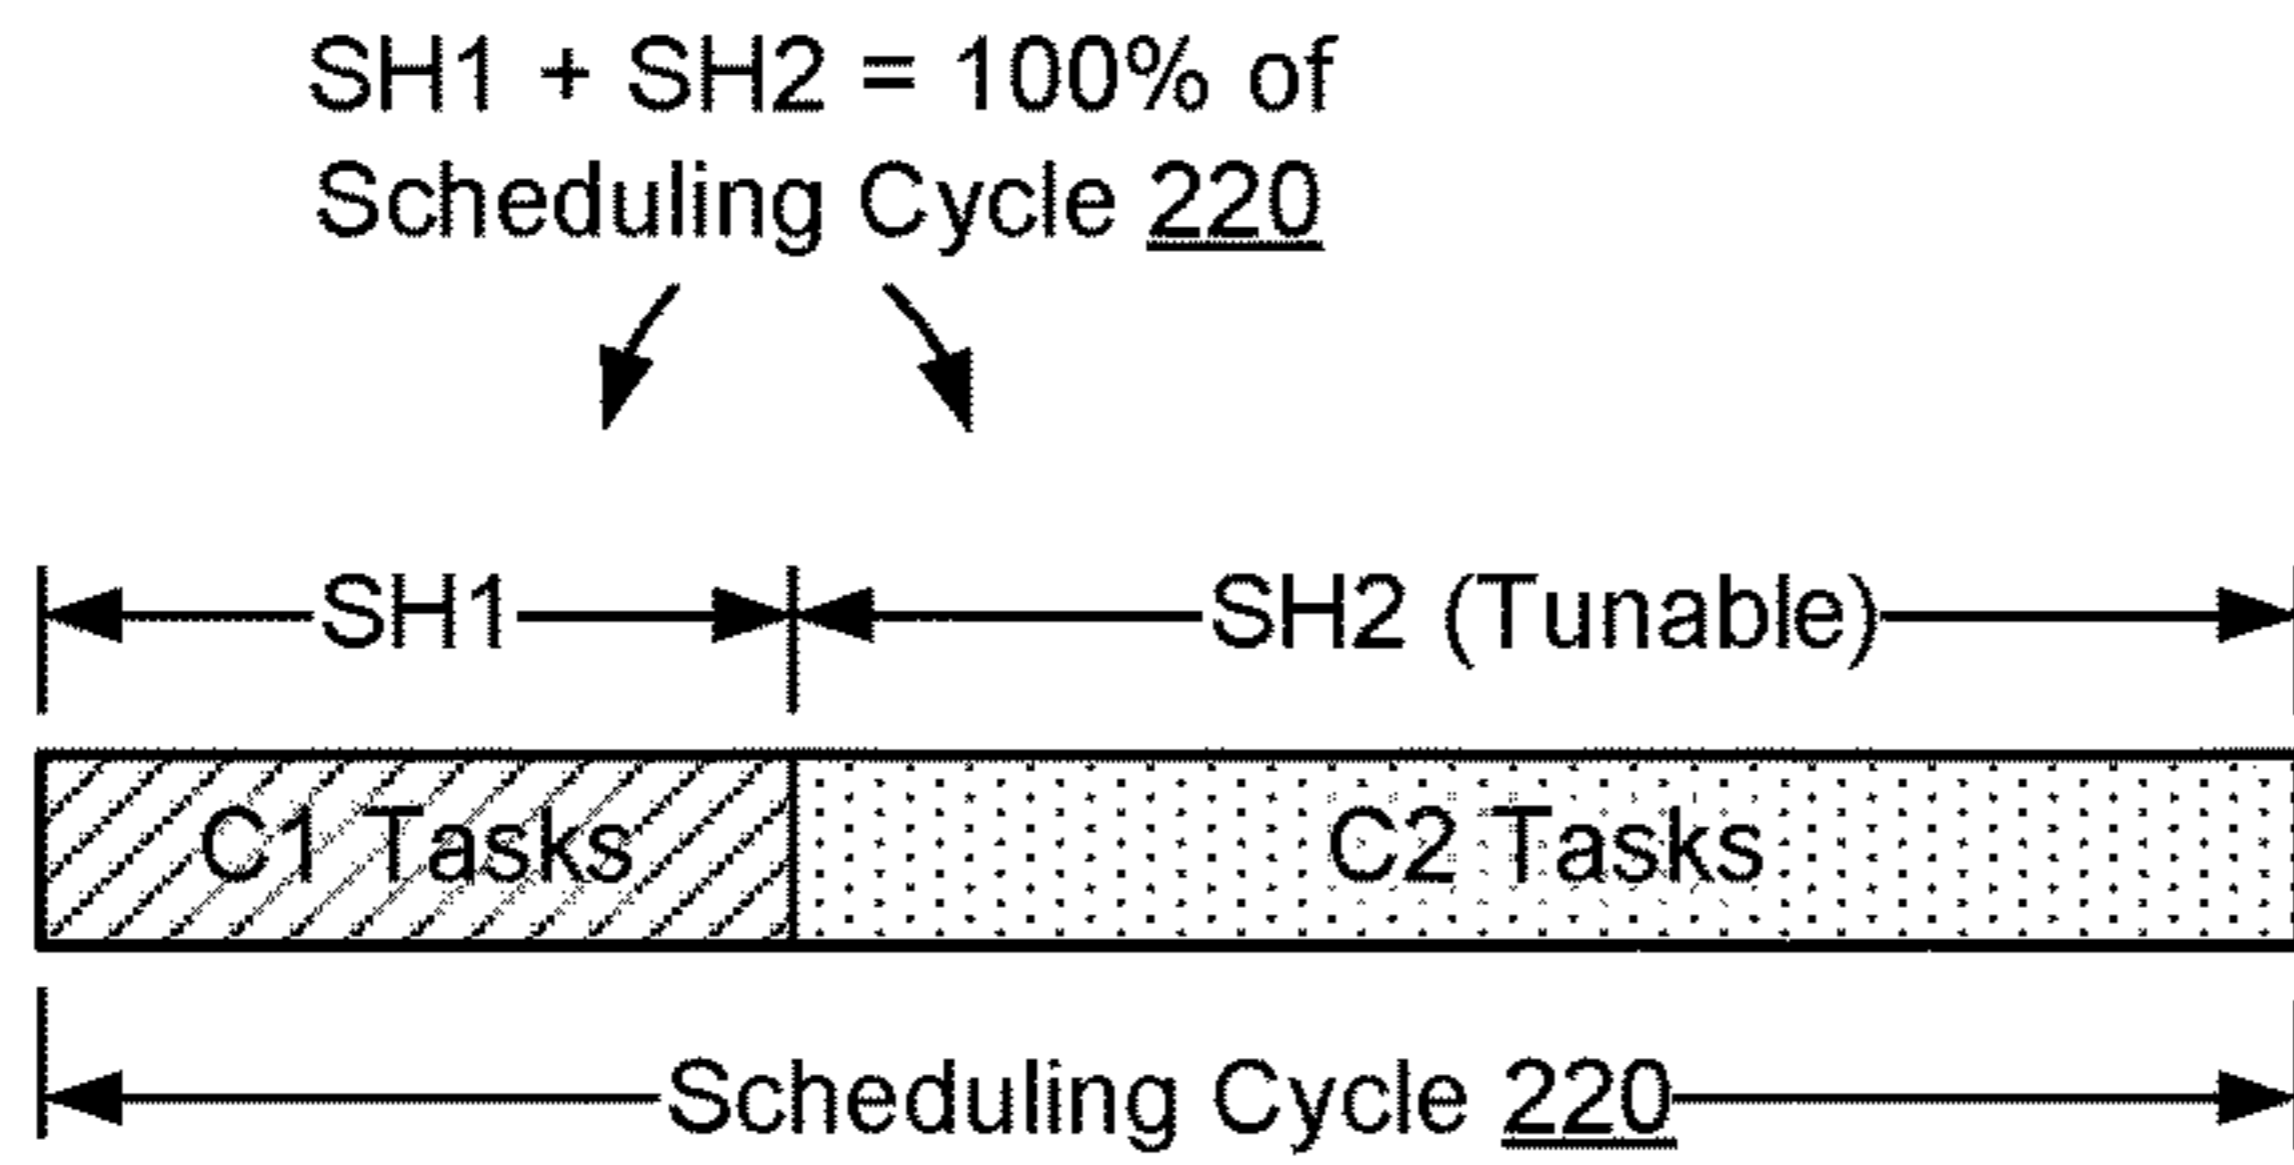 SH1 + SH2 = 100% of
Scheduling Cycle 220
SH1 SH2 (Tunable)
C1 Tasks C2 Tasks
Scheduling Cycle 220